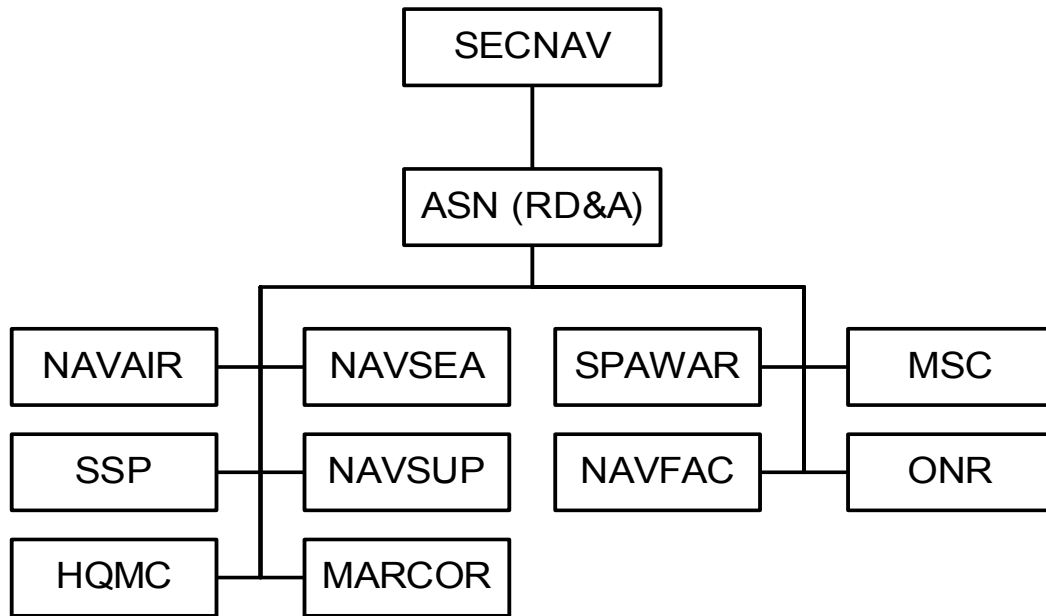 SECNAV
ASN (RD&A)
NAVAIR
NAVSEA
SPAWAR
MSC
SSP
NAVSUP
NAVFAC
ONR
HQMC
MARCOR